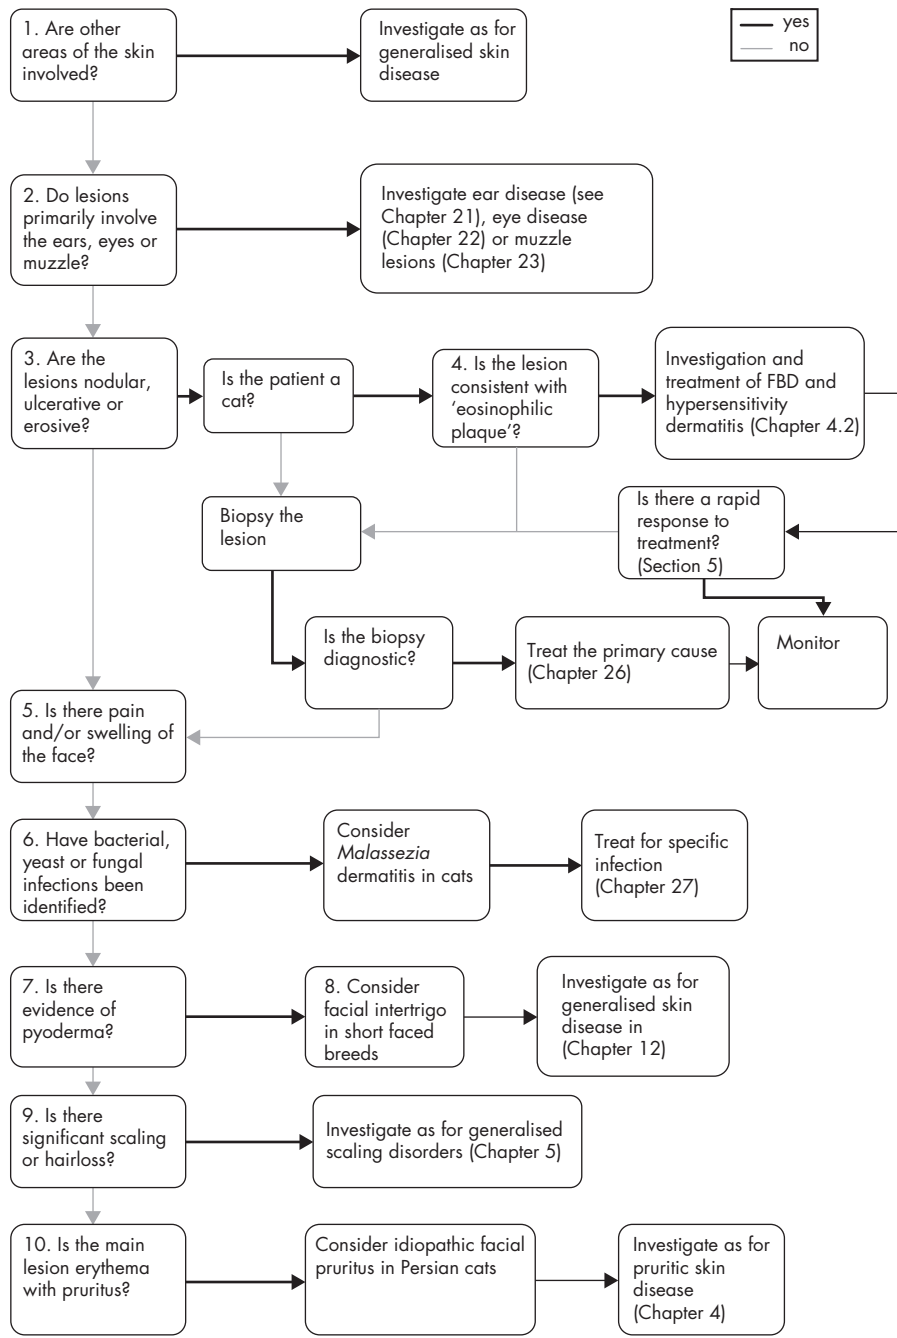 1. Are other
areas of the skin
involved?
Investigate as for
generalised skin
disease
yes
no
2. Do lesions
primarily involve
the ears, eyes or
muzzle?
Investigate ear disease (see
Chapter 21), eye disease
(Chapter 22) or muzzle
lesions (Chapter 23)
3. Are the
lesions nodular,
ulcerative or
erosive?
Is the patient a
cat?
4. Is the lesion
consistent with
‘eosinophilic
plaque’?
Investigation and
treatment of FBD and
hypersensitivity
dermatitis (Chapter 4.2)
Biopsy the
lesion
Is there a rapid
response to
treatment?
(Section 5)
Is the biopsy
diagnostic?
Treat the primary cause
(Chapter 26)
Monitor
5. Is there pain
and/or swelling of
the face?
6. Have bacterial,
yeast or fungal
infections been
identified?
Consider
Malassezia
dermatitis in cats
Treat for specific
infection
(Chapter 27)
7. Is there
evidence of
pyoderma?
8. Consider
facial intertrigo
in short faced
breeds
Investigate as for
generalised skin
disease in
(Chapter 12)
9. Is there
significant scaling
or hairloss?
Investigate as for generalised
scaling disorders (Chapter 5)
10. Is the main
lesion erythema
with pruritus?
Consider idiopathic facial
pruritus in Persian cats
Investigate as for
pruritic skin
disease
(Chapter 4)